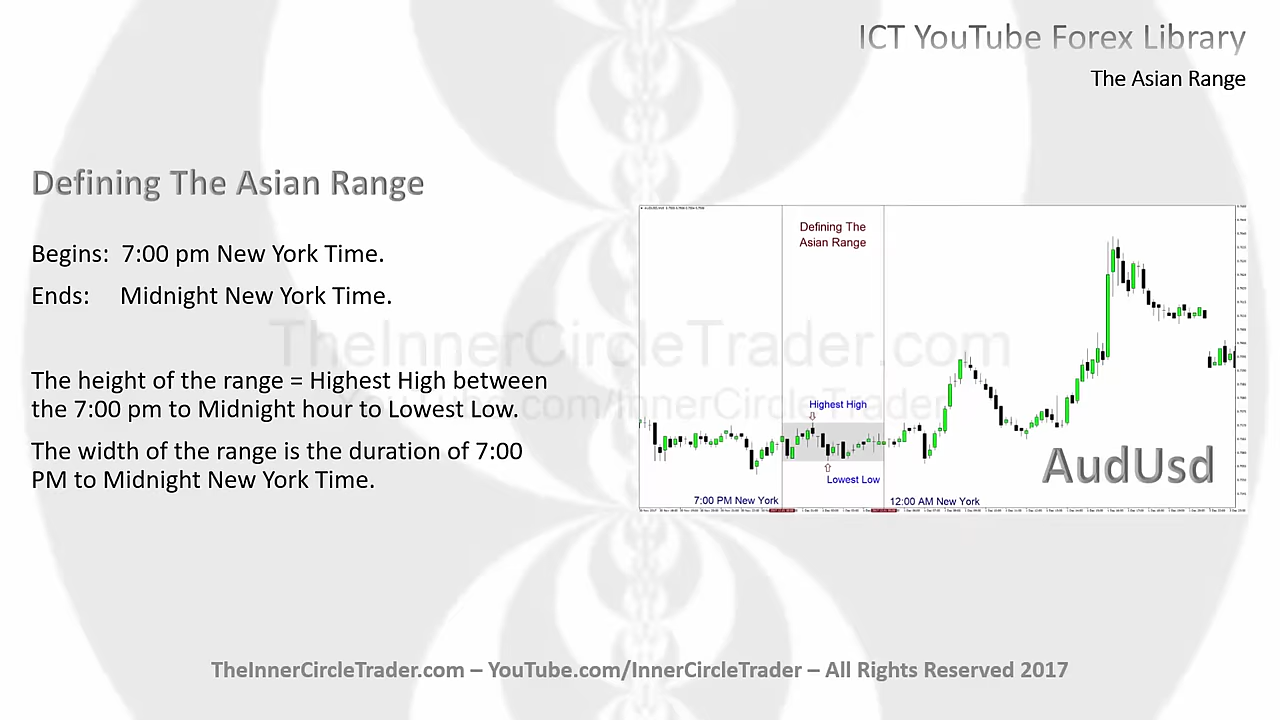 ICT YouTube Forex Library
The Asian Range
Defining The Asian Range
Begins: 7:00 pm New York Time.
Ends: Midnight New York Time.
The height of the range = Highest High between
the 7:00 pm to Midnight hour to Lowest Low.
The width of the range is the duration of 7:00
PM to Midnight New York Time.
Defining The
Asian Range
Highest High
Lowest Low
7:00 PM New York
12:00 AM New York
AudUsd
TheInnerCircleTrader.com
YouTube.com/InnerCircleTrader
TheInnerCircleTrader.com – YouTube.com/InnerCircleTrader – All Rights Reserved 2017